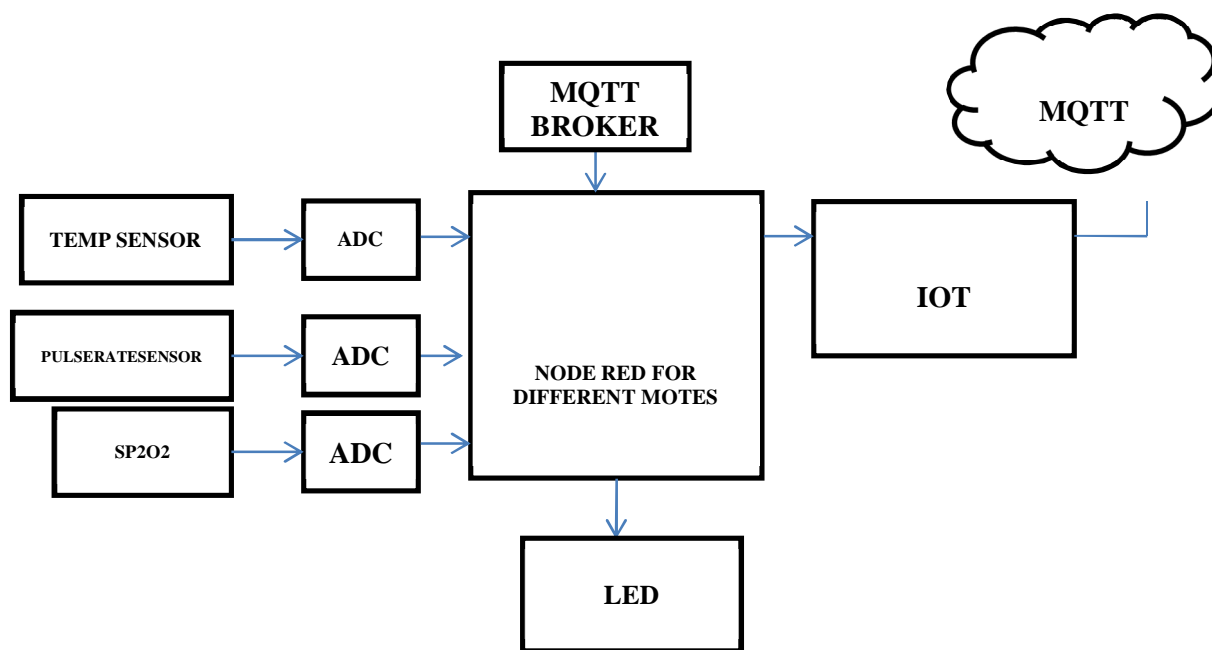 MQTT
BROKER
MQTT
TEMP SENSOR
ADC
IOT
PULSERATESENSOR
ADC
NODE RED FOR
DIFFERENT MOTES
SP2O2
ADC
LED